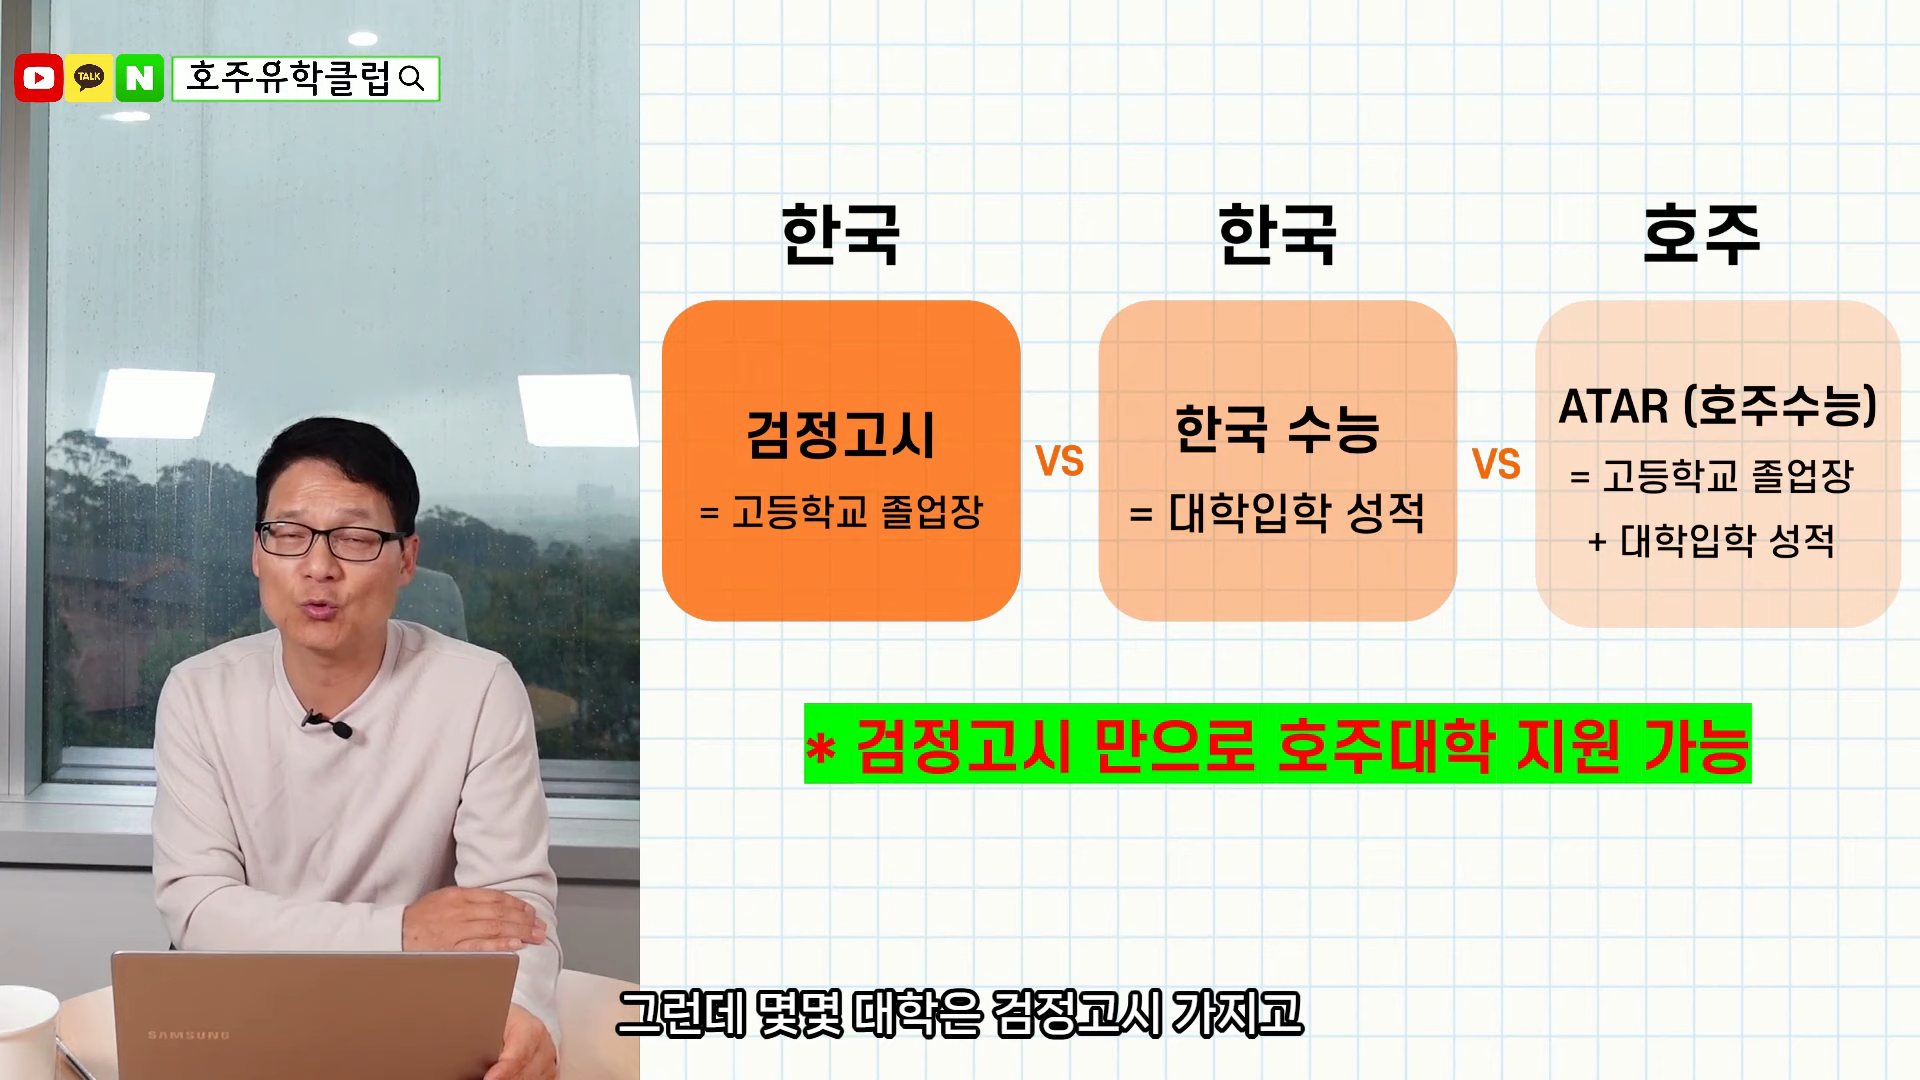 TALK
N
호주유학클럽
한국
한국
호주
검정고시
= 고등학교 졸업장
VS
한국 수능
= 대학입학 성적
VS
ATAR (호주수능)
= 고등학교 졸업장
+ 대학입학 성적
* 검정고시 만으로 호주대학 지원 가능
SAMSUNG
그런데 몇몇 대학은 검정고시 가지고